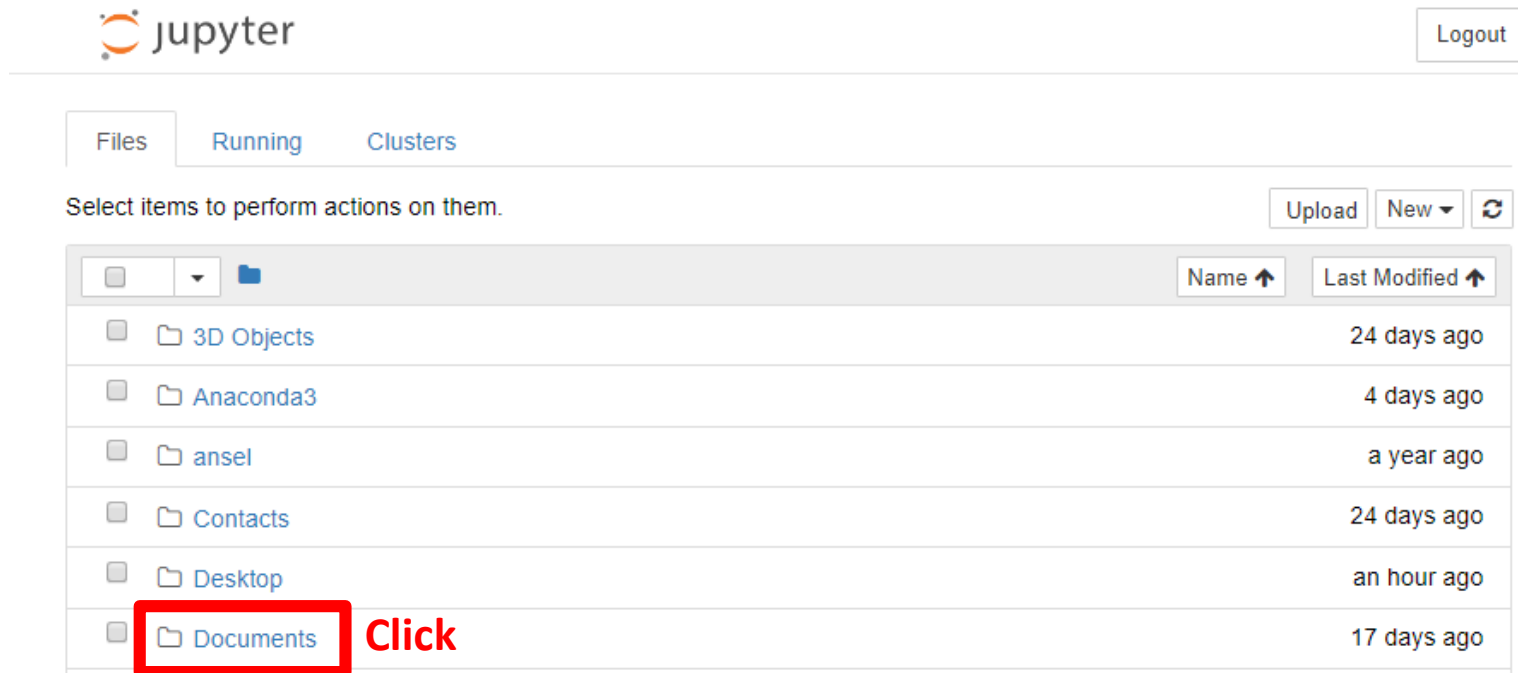 jupyter
Logout
Files Running Clusters
Select items to perform actions on them.
Upload New
Name Last Modified
3D Objects 24 days ago
Anaconda3 4 days ago
ansel a year ago
Contacts 24 days ago
Desktop an hour ago
Documents Click 17 days ago